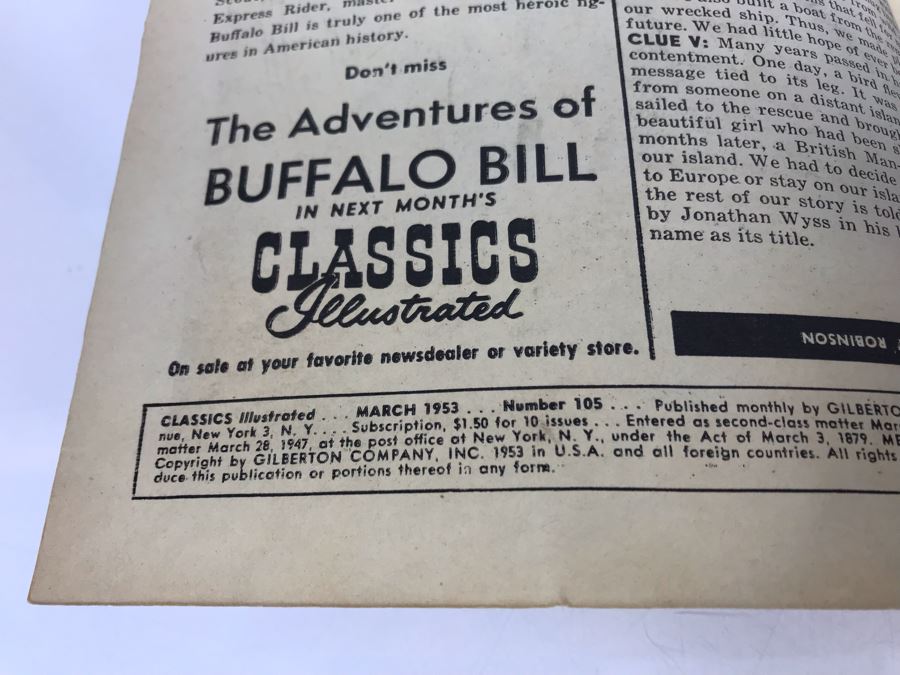 Express Rider,
Buffalo Bill is truly one of the most heroic fig-
ures in American history.
Don't miss
The Adventures of
BUFFALO BILL
IN NEXT MONTH'S
CLASSICS
Illustrated
On sale at your favorite newsdealer or variety store.
built a boat from the
our wrecked ship. Thus, we made
future. We had little hope of ever
CLUE V: Many years passed in
contentment. One day, a bird
message tied to its leg. It was
from someone on a distant
sailed to the rescue and
beautiful girl who had been
months later, a British Man-
our island. We had to decide
to Europe or stay on our
the rest of our story is told
by Jonathan Wyss in his
name as its title.
ROBINSON
CLASSICS Illustrated . . . MARCH 1953 . . . Number 105 . . . Published monthly by
nue, New York 3, N. Y. . . . Subscription, $1.50 for 10 issues . . . Entered as second-class matter
matter March 28, 1947, at the post office at New York, N. Y., under the Act of March 3, 1879.
Copyright by GILBERTON COMPANY, INC. 1953 in U.S.A. and all foreign countries. All rights
duce this publication or portions thereof in any form.